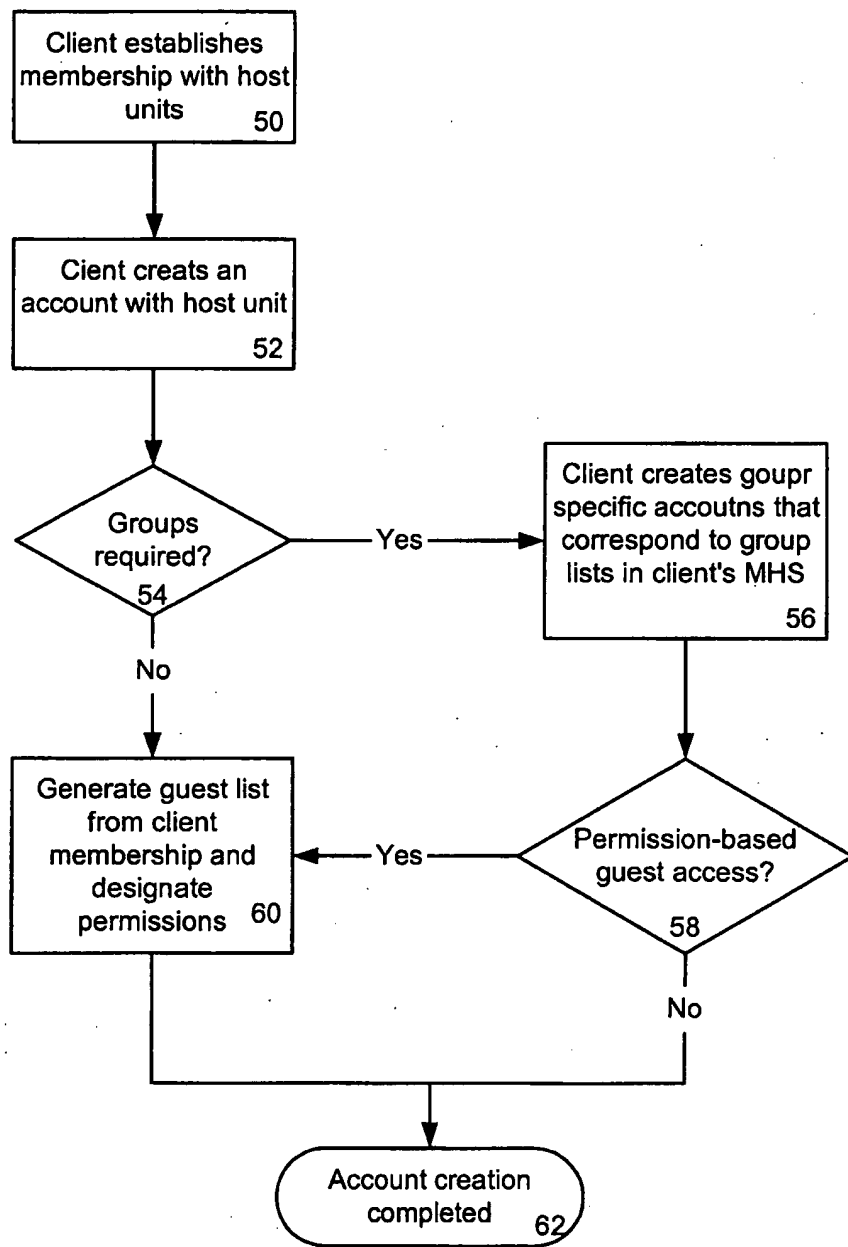 Client establishes
membership with host
units
50
Cient creats an
account with host unit
52
Groups
required?
54
Yes
Client creates goupr
specific accoutns that
correspond to group
lists in client's MHS
56
No
Generate guest list
from client
membership and
designate
permissions
60
Yes
Permission-based
guest access?
58
No
Account creation
completed
62